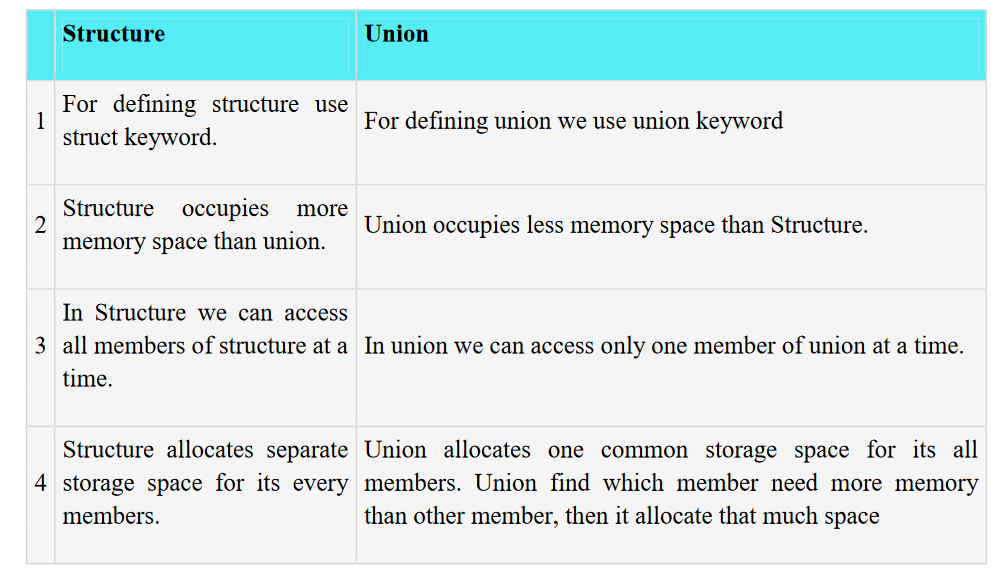 Structure
Union
1
For defining structure use
struct keyword.
For defining union we use union keyword
2
Structure occupies more
memory space than union.
Union occupies less memory space than Structure.
3
In Structure we can access
all members of structure at a
time.
In union we can access only one member of union at a time.
4
Structure allocates separate
storage space for its every
members.
Union allocates one common storage space for its all
members. Union find which member need more memory
than other member, then it allocate that much space